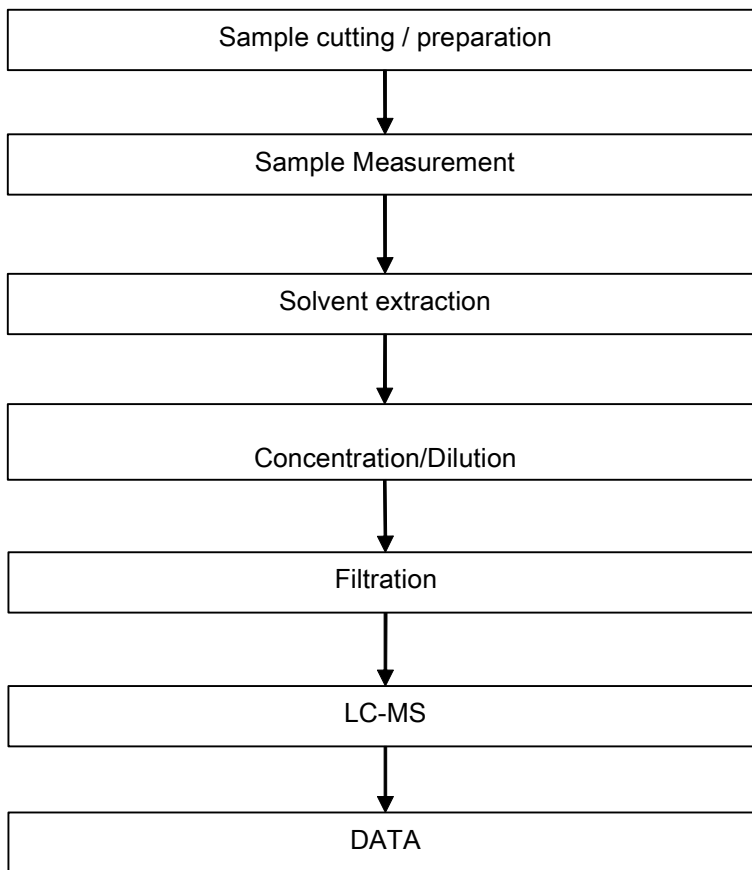 Sample cutting / preparation
Sample Measurement
Solvent extraction
Concentration/Dilution
Filtration
LC-MS
DATA